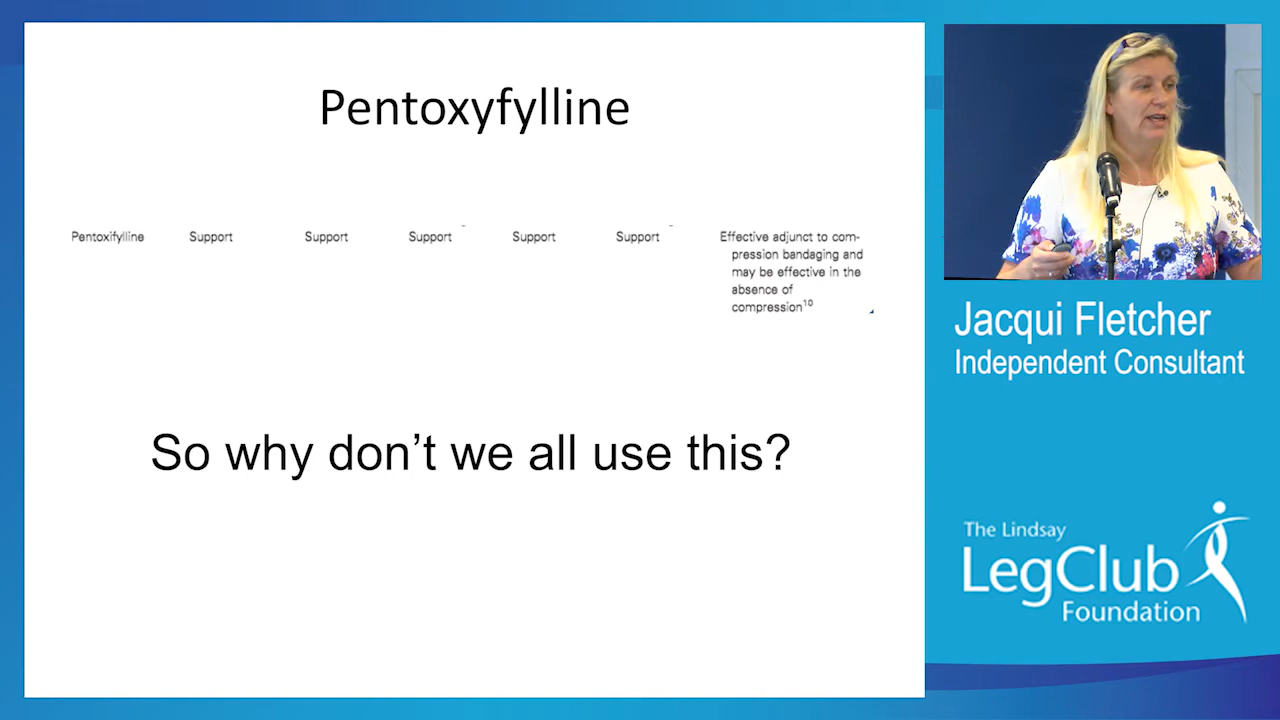 Pentoxyfylline
Pentoxifylline Support Support Support Support Support Effective adjunct to com-
pression bandaging and
may be effective in the
absence of
compression10
So why don't we all use this?
Jacqui Fletcher
Independent Consultant
The Lindsay
LegClub
Foundation